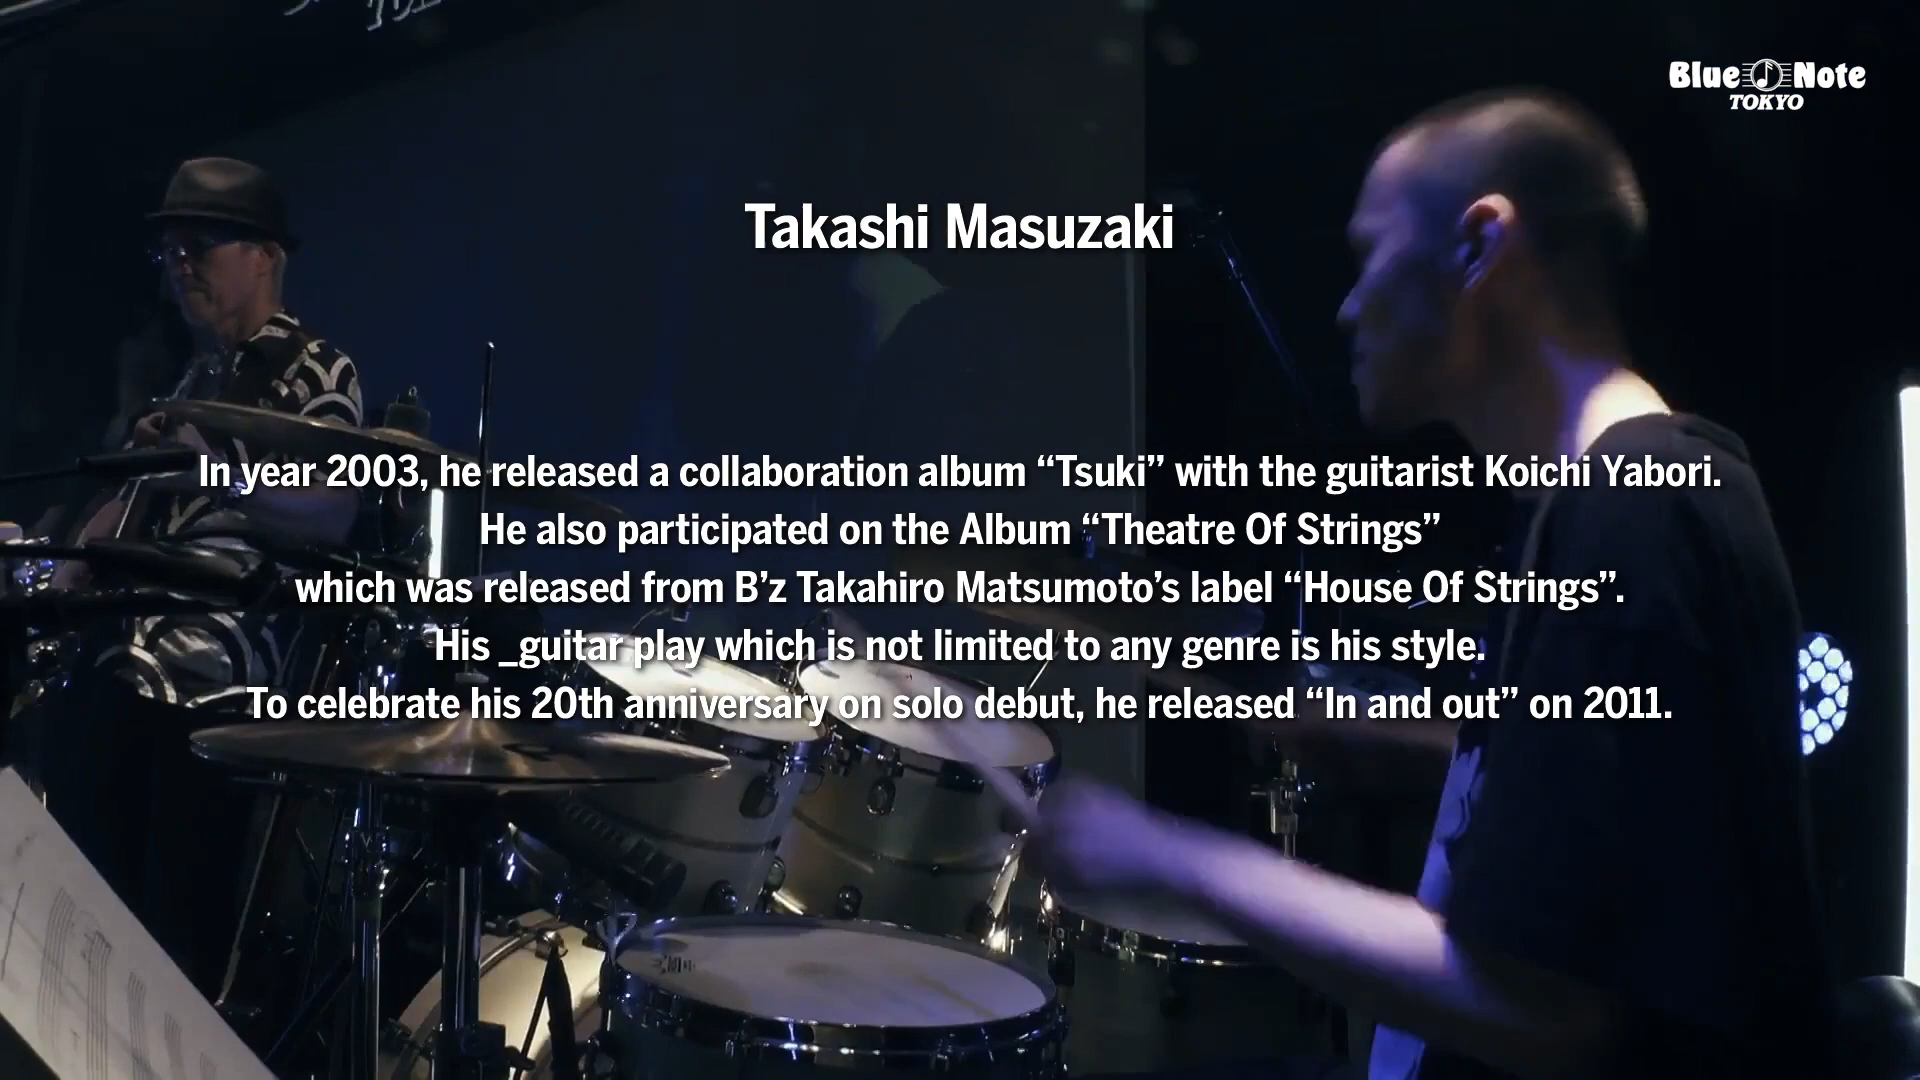 Blue Note
TOKYO
Takashi Masuzaki
In year 2003, he released a collaboration album “Tsuki” with the guitarist Koichi Yabori.
He also participated on the Album “Theatre Of Strings”
which was released from B’z Takahiro Matsumoto’s label “House Of Strings”.
His _guitar play which is not limited to any genre is his style.
To celebrate his 20th anniversary on solo debut, he released “In and out” on 2011.